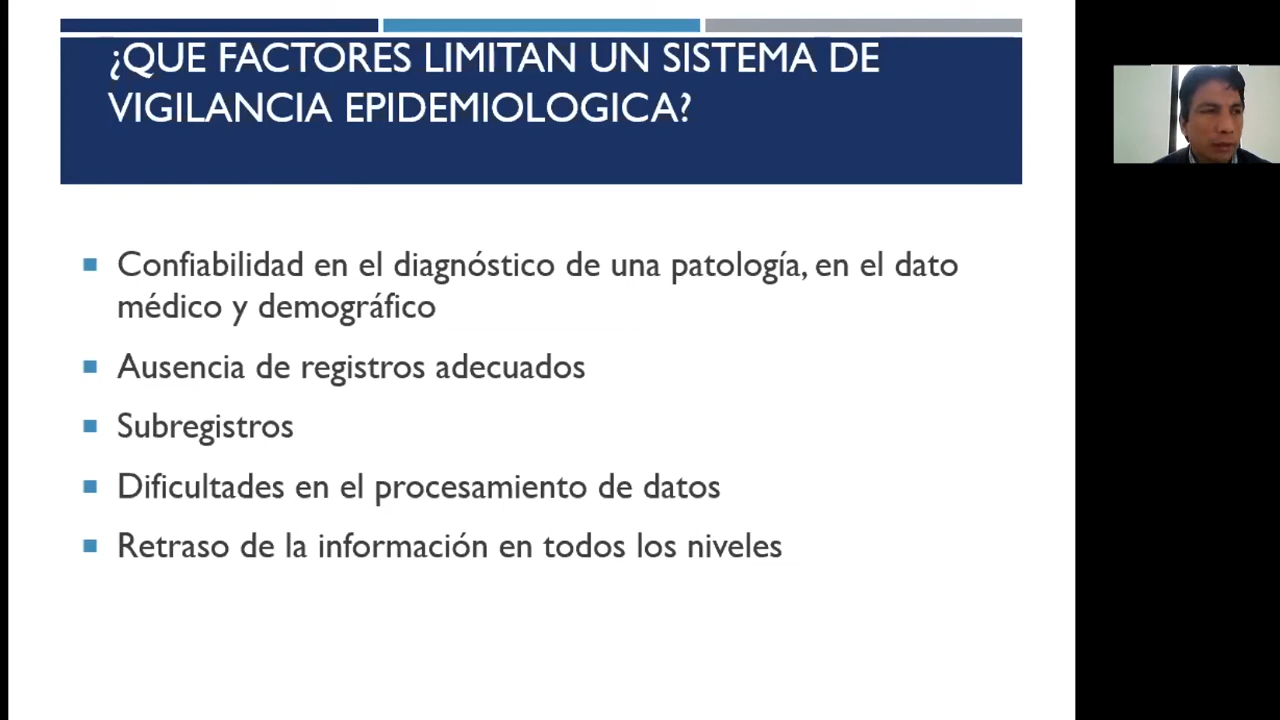 ¿QUE FACTORES LIMITAN UN SISTEMA DE
VIGILANCIA EPIDEMIOLOGICA?
Confiabilidad en el diagnóstico de una patología, en el dato
médico y demográfico
Ausencia de registros adecuados
Subregistros
Dificultades en el procesamiento de datos
Retraso de la información en todos los niveles